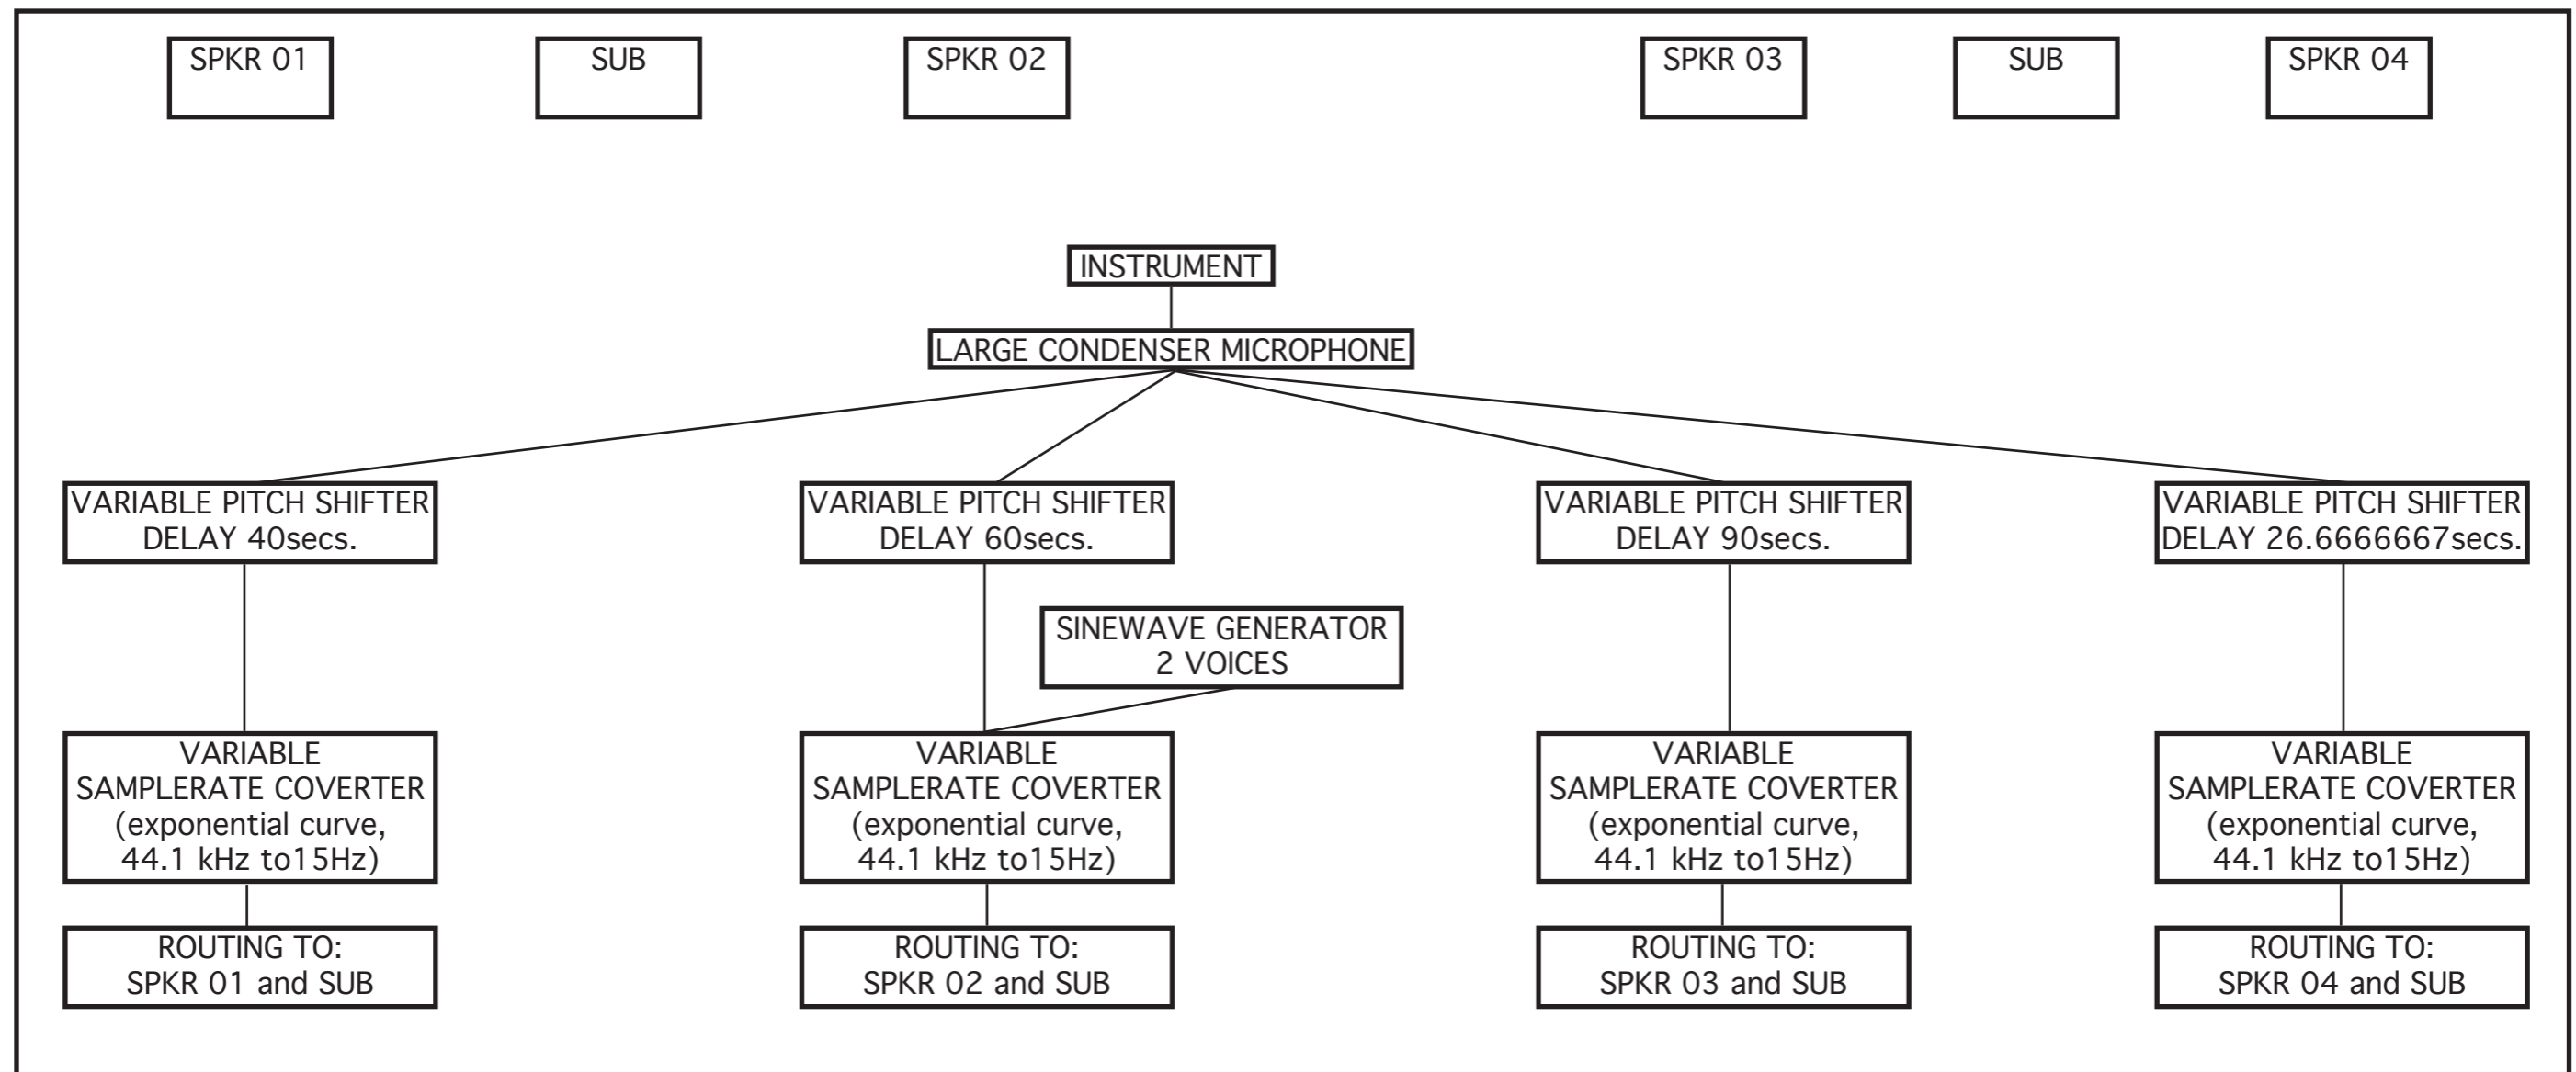 SPKR 01
SUB
SPKR 02
SPKR 03
SUB
SPKR 04
INSTRUMENT
LARGE CONDENSER MICROPHONE
VARIABLE PITCH SHIFTER
DELAY 40secs.
VARIABLE PITCH SHIFTER
DELAY 60secs.
VARIABLE PITCH SHIFTER
DELAY 90secs.
VARIABLE PITCH SHIFTER
DELAY 26.6666667secs.
SINEWAVE GENERATOR
2 VOICES
VARIABLE
SAMPLERATE COVERTER
(exponential curve,
44.1 kHz to15Hz)
VARIABLE
SAMPLERATE COVERTER
(exponential curve,
44.1 kHz to15Hz)
VARIABLE
SAMPLERATE COVERTER
(exponential curve,
44.1 kHz to15Hz)
VARIABLE
SAMPLERATE COVERTER
(exponential curve,
44.1 kHz to15Hz)
ROUTING TO:
SPKR 01 and SUB
ROUTING TO:
SPKR 02 and SUB
ROUTING TO:
SPKR 03 and SUB
ROUTING TO:
SPKR 04 and SUB